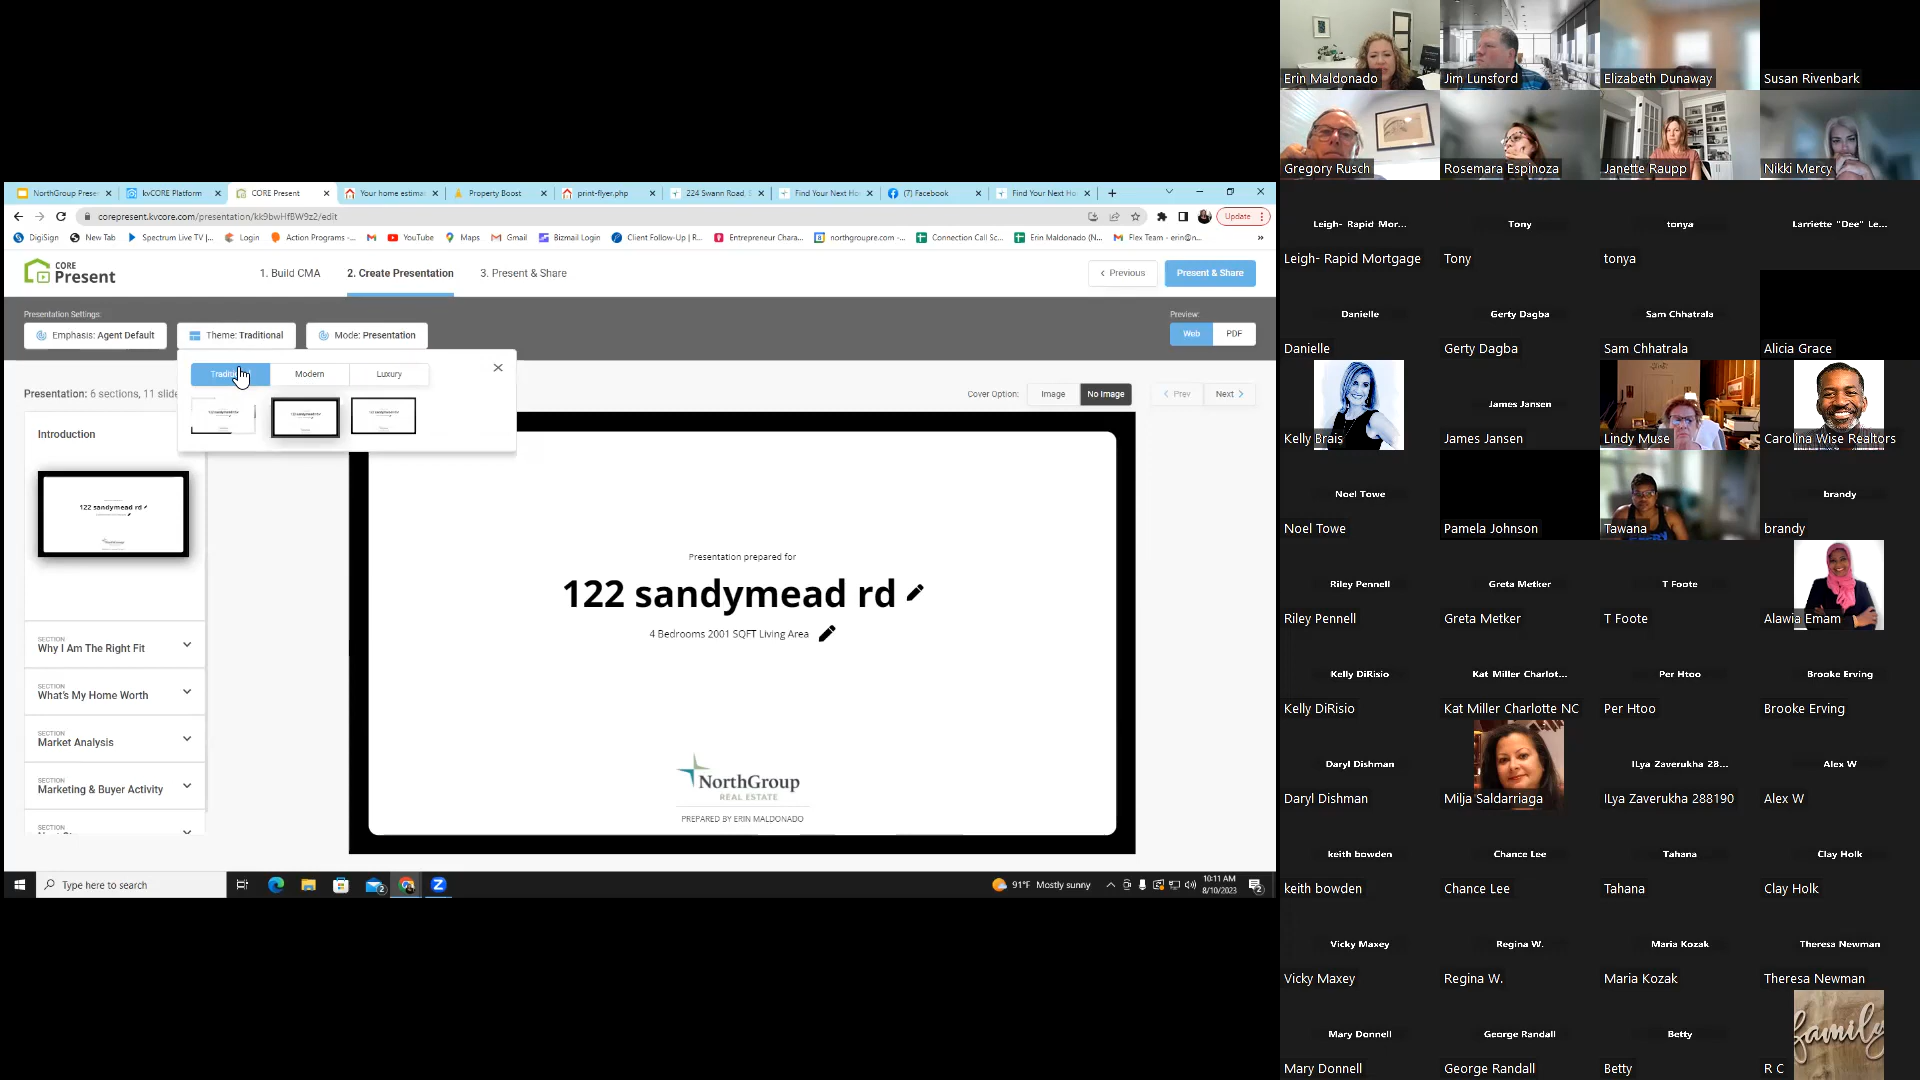 NorthGroup Prese
kvCORE Platform
CORE Present
Your home estima
Property Boost
print-flyer.php
224 Swann Road, S
Find Your Next Ho
(7) Facebook
Find Your Next Ho
corepresent.kvcore.com/presentation/kk9bwHfBW9z2/edit
Update
DigiSign
New Tab
Spectrum Live TV |...
Login
Action Programs -...
YouTube
Maps
Gmail
Bizmail Login
Client Follow-Up | R...
Entrepreneur Chara...
northgroupre.com -...
Connection Call Sc...
Erin Maldonado (N...
Flex Team - erin@n...
CORE
Present
1. Build CMA
2. Create Presentation
3. Present & Share
Previous
Present & Share
Presentation Settings:
Emphasis: Agent Default
Theme: Traditional
Mode: Presentation
Preview:
Web
PDF
Modern
Luxury
Presentation: 6 sections, 11 slide
Cover Option:
Image
No Image
Prev
Next
Introduction
122 sandymead rd
SECTION
Why I Am The Right Fit
SECTION
What's My Home Worth
SECTION
Market Analysis
SECTION
Marketing & Buyer Activity
SECTION
Presentation prepared for
122 sandymead rd
4 Bedrooms 2001 SQFT Living Area
NorthGroup
REAL ESTATE
PREPARED BY ERIN MALDONADO
Type here to search
91°F Mostly sunny
10:11 AM
8/10/2023
Erin Maldonado
Jim Lunsford
Elizabeth Dunaway
Susan Rivenbark
Gregory Rusch
Rosemara Espinoza
Janette Raupp
Nikki Mercy
Leigh- Rapid Mor...
Tony
tonya
Larriette "Dee" Le...
Leigh- Rapid Mortgage
Tony
tonya
Danielle
Gerty Dagba
Sam Chhatrala
Danielle
Gerty Dagba
Sam Chhatrala
Alicia Grace
James Jansen
Kelly Brais
James Jansen
Lindy Muse
Carolina Wise Realtors
Noel Towe
brandy
Noel Towe
Pamela Johnson
Tawana
brandy
Riley Pennell
Greta Metker
T Foote
Riley Pennell
Greta Metker
T Foote
Alawia Emam
Kelly DiRisio
Kat Miller Charlot...
Per Htoo
Brooke Erving
Kelly DiRisio
Kat Miller Charlotte NC
Per Htoo
Brooke Erving
Daryl Dishman
ILya Zaverukha 28...
Alex W
Daryl Dishman
Milja Saldarriaga
ILya Zaverukha 288190
Alex W
keith bowden
Chance Lee
Tahana
Clay Holk
keith bowden
Chance Lee
Tahana
Clay Holk
Vicky Maxey
Regina W.
Maria Kozak
Theresa Newman
Vicky Maxey
Regina W.
Maria Kozak
Theresa Newman
Mary Donnell
George Randall
Betty
family
Mary Donnell
George Randall
Betty
R C